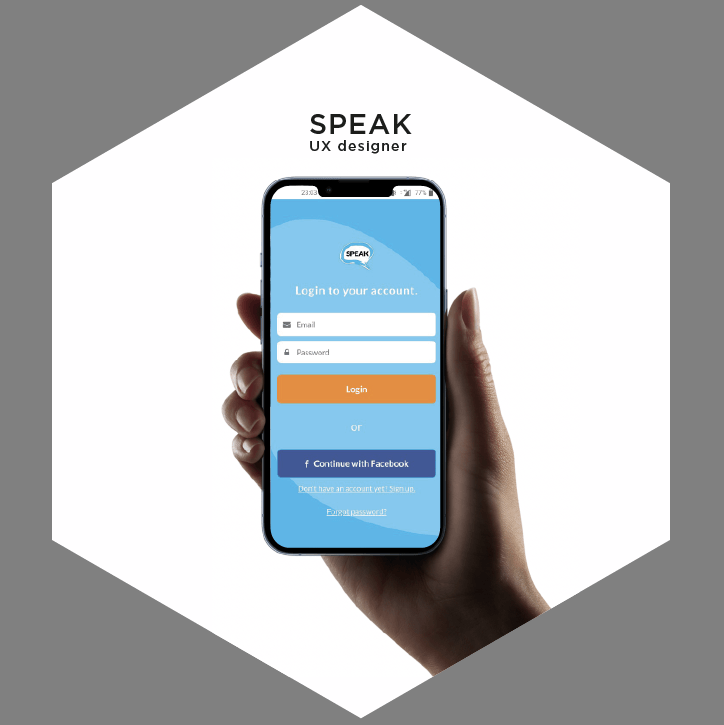 SPEAK
UX designer
77%
SPEAK
Login to your account.
Email
Password
Login
or
Continue with Facebook
Don't have an account yet? Sign up.
Forgot password?